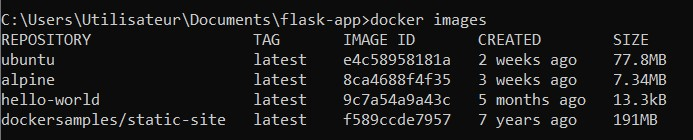 C:\Users\Utilisateur\Documents\flask-app>docker images
REPOSITORY TAG IMAGE ID CREATED SIZE
ubuntu latest e4c58958181a 2 weeks ago 77.8MB
alpine latest 8ca4688f4f35 3 weeks ago 7.34MB
hello-world latest 9c7a54a9a43c 5 months ago 13.3kB
dockersamples/static-site latest f589ccde7957 7 years ago 191MB